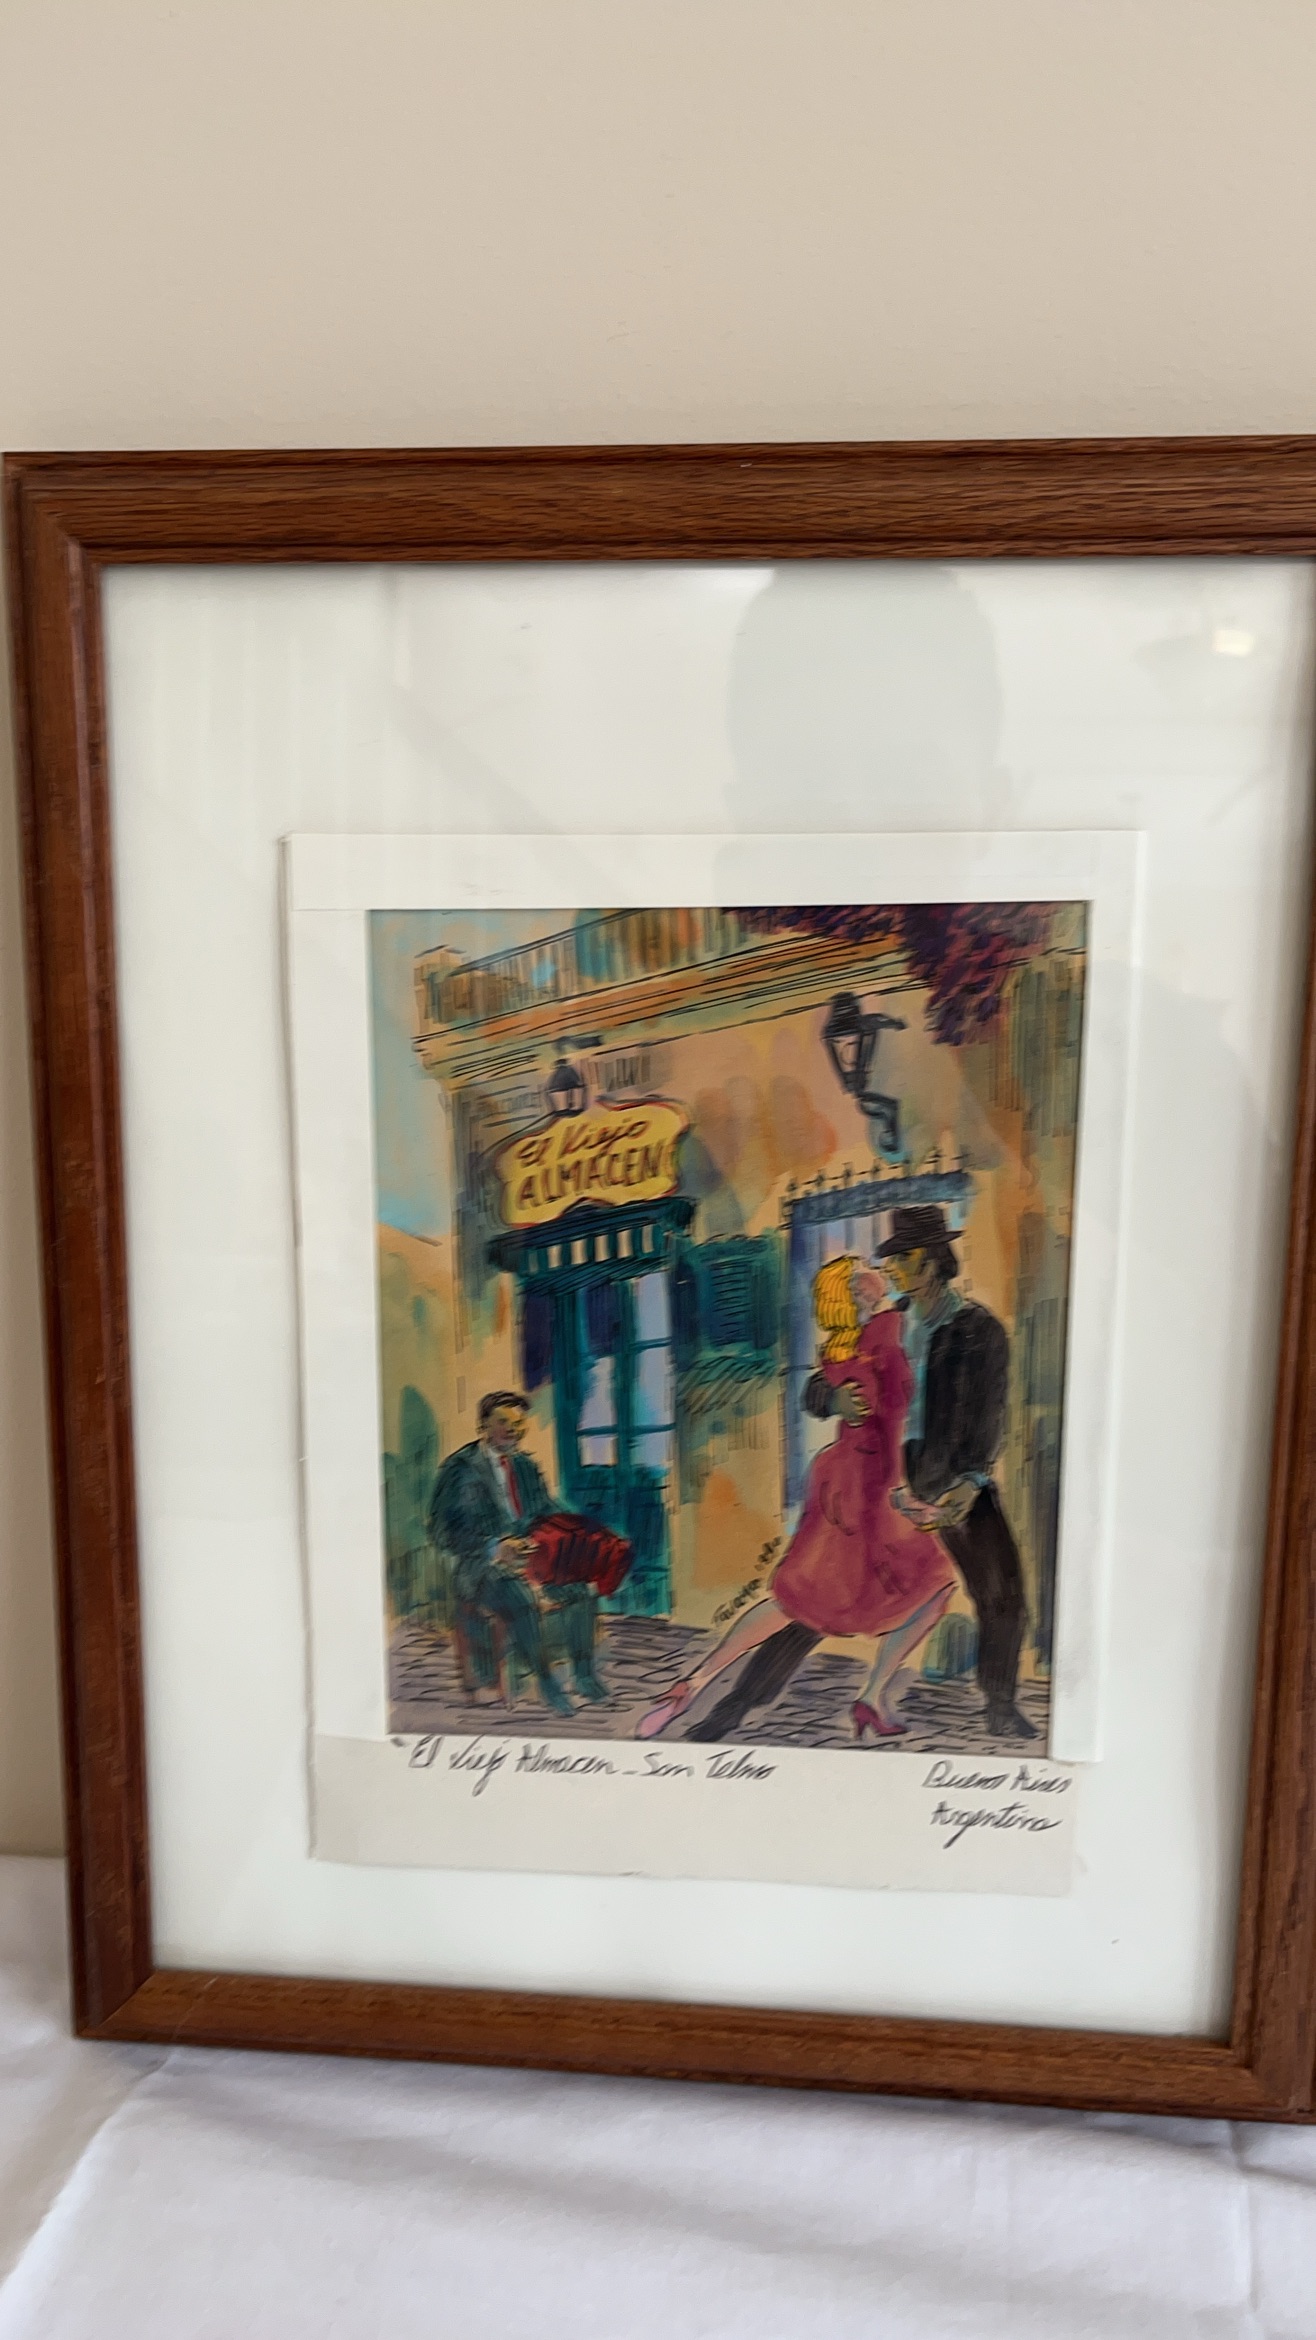 El Viejo
ALMACEN
"El Viejo Almacen - San Telmo
Buenos Aires
Argentina